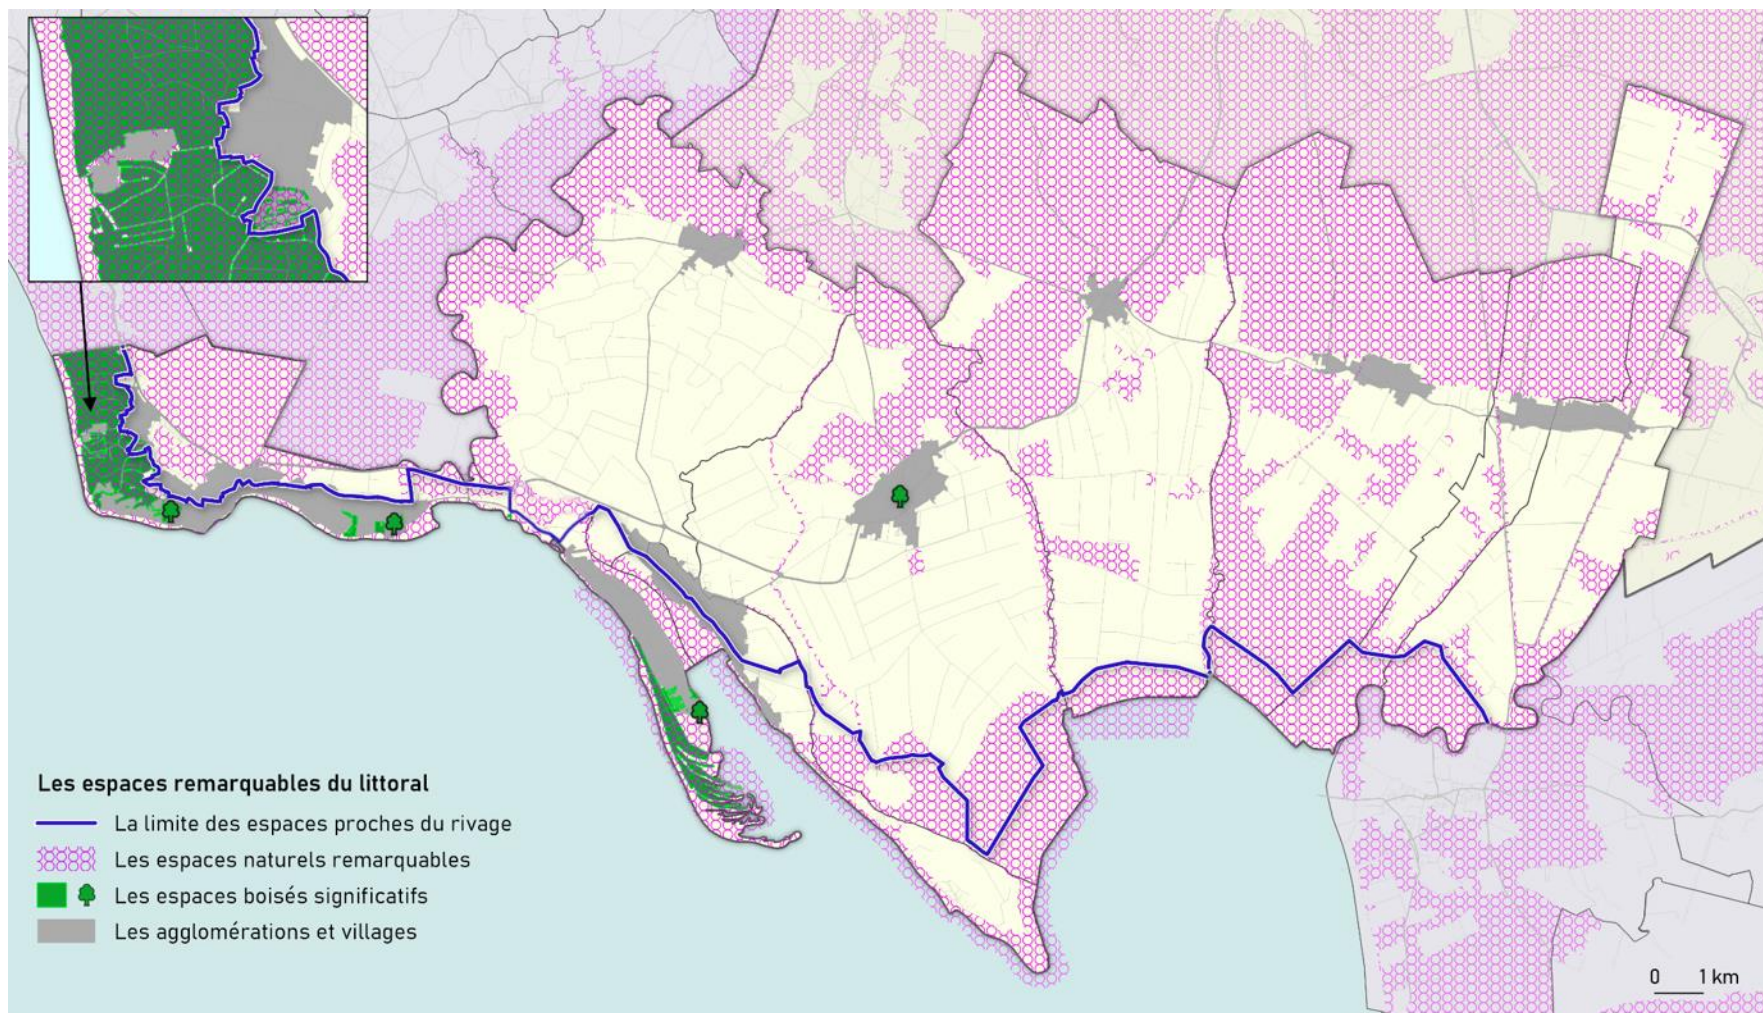 Les espaces remarquables du littoral
La limite des espaces proches du rivage
Les espaces naturels remarquables
Les espaces boisés significatifs
Les agglomérations et villages
0 1 km